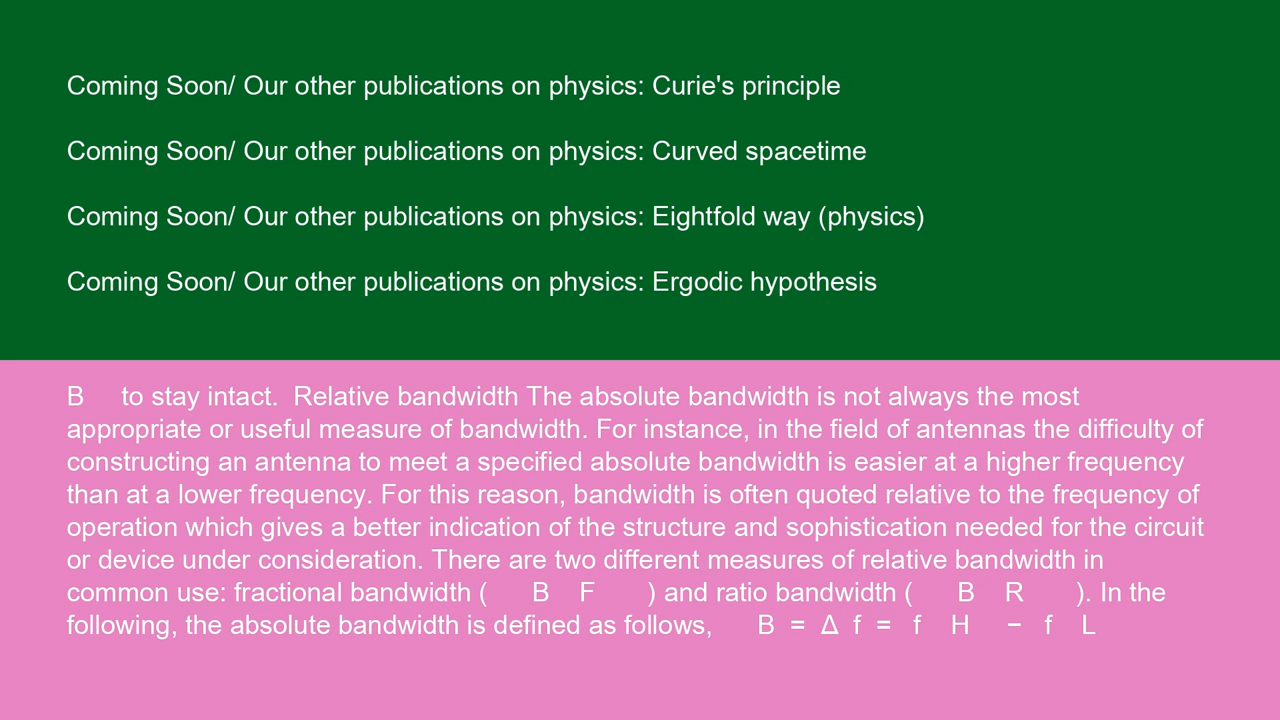 Coming Soon/ Our other publications on physics: Curie's principle
Coming Soon/ Our other publications on physics: Curved spacetime
Coming Soon/ Our other publications on physics: Eightfold way (physics)
Coming Soon/ Our other publications on physics: Ergodic hypothesis
B to stay intact. Relative bandwidth The absolute bandwidth is not always the most
appropriate or useful measure of bandwidth. For instance, in the field of antennas the difficulty of
constructing an antenna to meet a specified absolute bandwidth is easier at a higher frequency
than at a lower frequency. For this reason, bandwidth is often quoted relative to the frequency of
operation which gives a better indication of the structure and sophistication needed for the circuit
or device under consideration. There are two different measures of relative bandwidth in
common use: fractional bandwidth ( B F ) and ratio bandwidth ( B R ). In the
following, the absolute bandwidth is defined as follows, B = Δ f = f H − f L